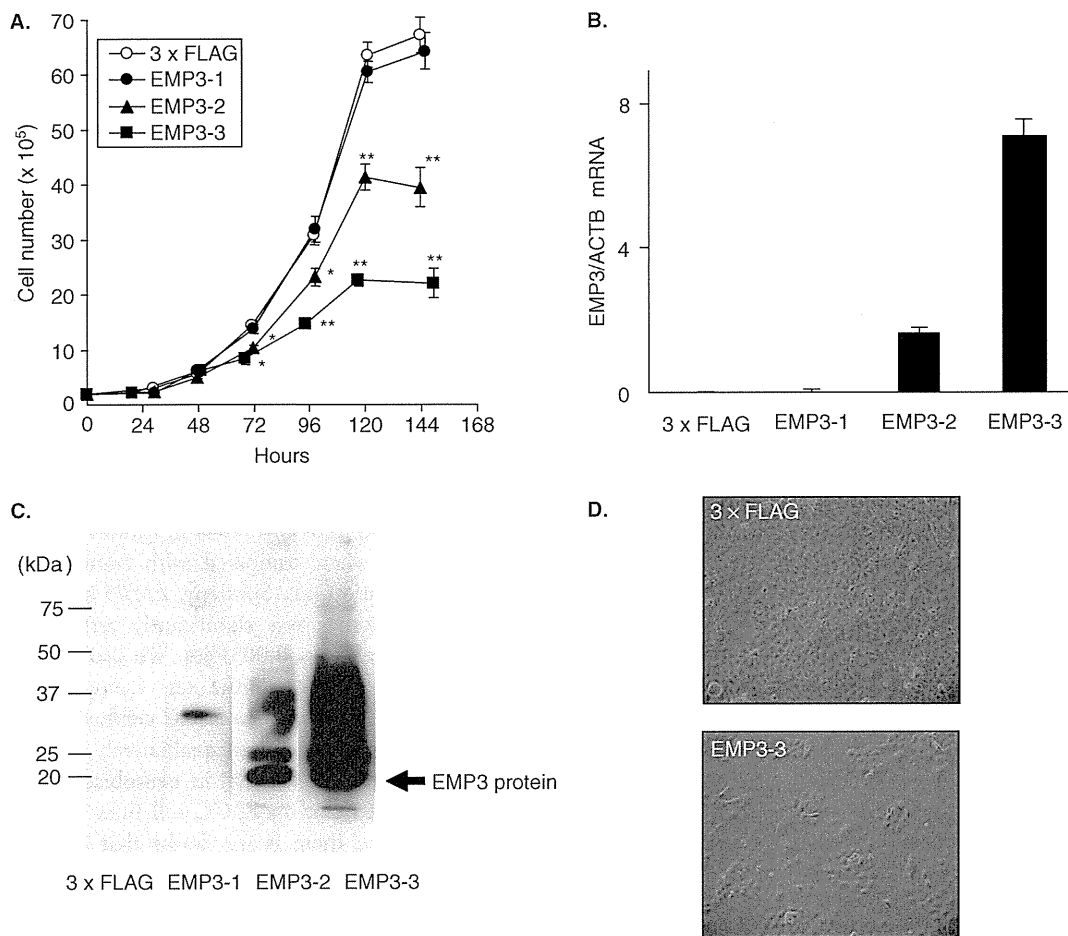 A.
70
60
50
40
30
20
10
0
Cell number (x 10⁵)
3 x FLAG
EMP3-1
EMP3-2
EMP3-3
**
**
*
**
**
**
*
*
0 24 48 72 96 120 144 168
Hours
B.
8
4
0
EMP3/ACTB mRNA
3 x FLAG EMP3-1 EMP3-2 EMP3-3
C.
(kDa)
75
50
37
25
20
EMP3 protein
3 x FLAG EMP3-1 EMP3-2 EMP3-3
D.
3 × FLAG
EMP3-3